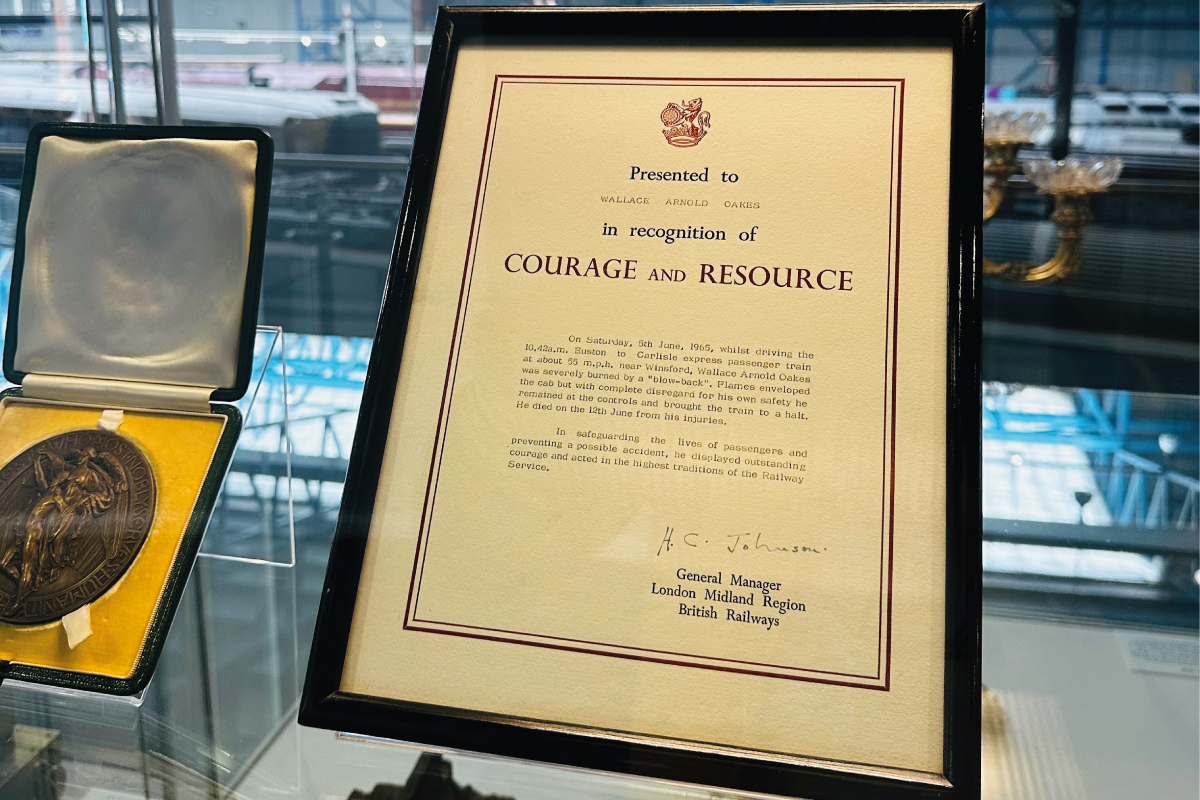 Presented to
WALLACE ARNOLD OAKES
in recognition of
COURAGE AND RESOURCE
On Saturday, 5th June, 1965, whilst driving the
10.42a.m. Euston to Carlisle express passenger train
at about 55 m.p.h. near Winsford, Wallace Arnold Oakes
was severely burned by a "blow-back". Flames enveloped
the cab but with complete disregard for his own safety he
remained at the controls and brought the train to a halt.
He died on the 12th June from his injuries.
In safeguarding the lives of passengers and
preventing a possible accident, he displayed outstanding
courage and acted in the highest traditions of the Railway
Service.
H. C. Johnson.
General Manager
London Midland Region
British Railways